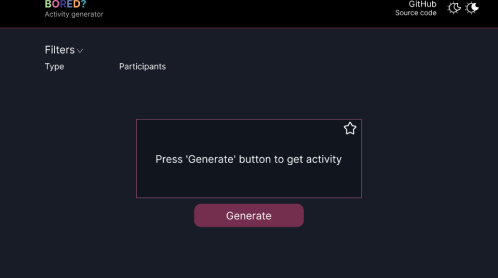 BORED?
Activity generator
GitHub
Source code
Filters
Type
Participants
Press 'Generate' button to get activity
Generate